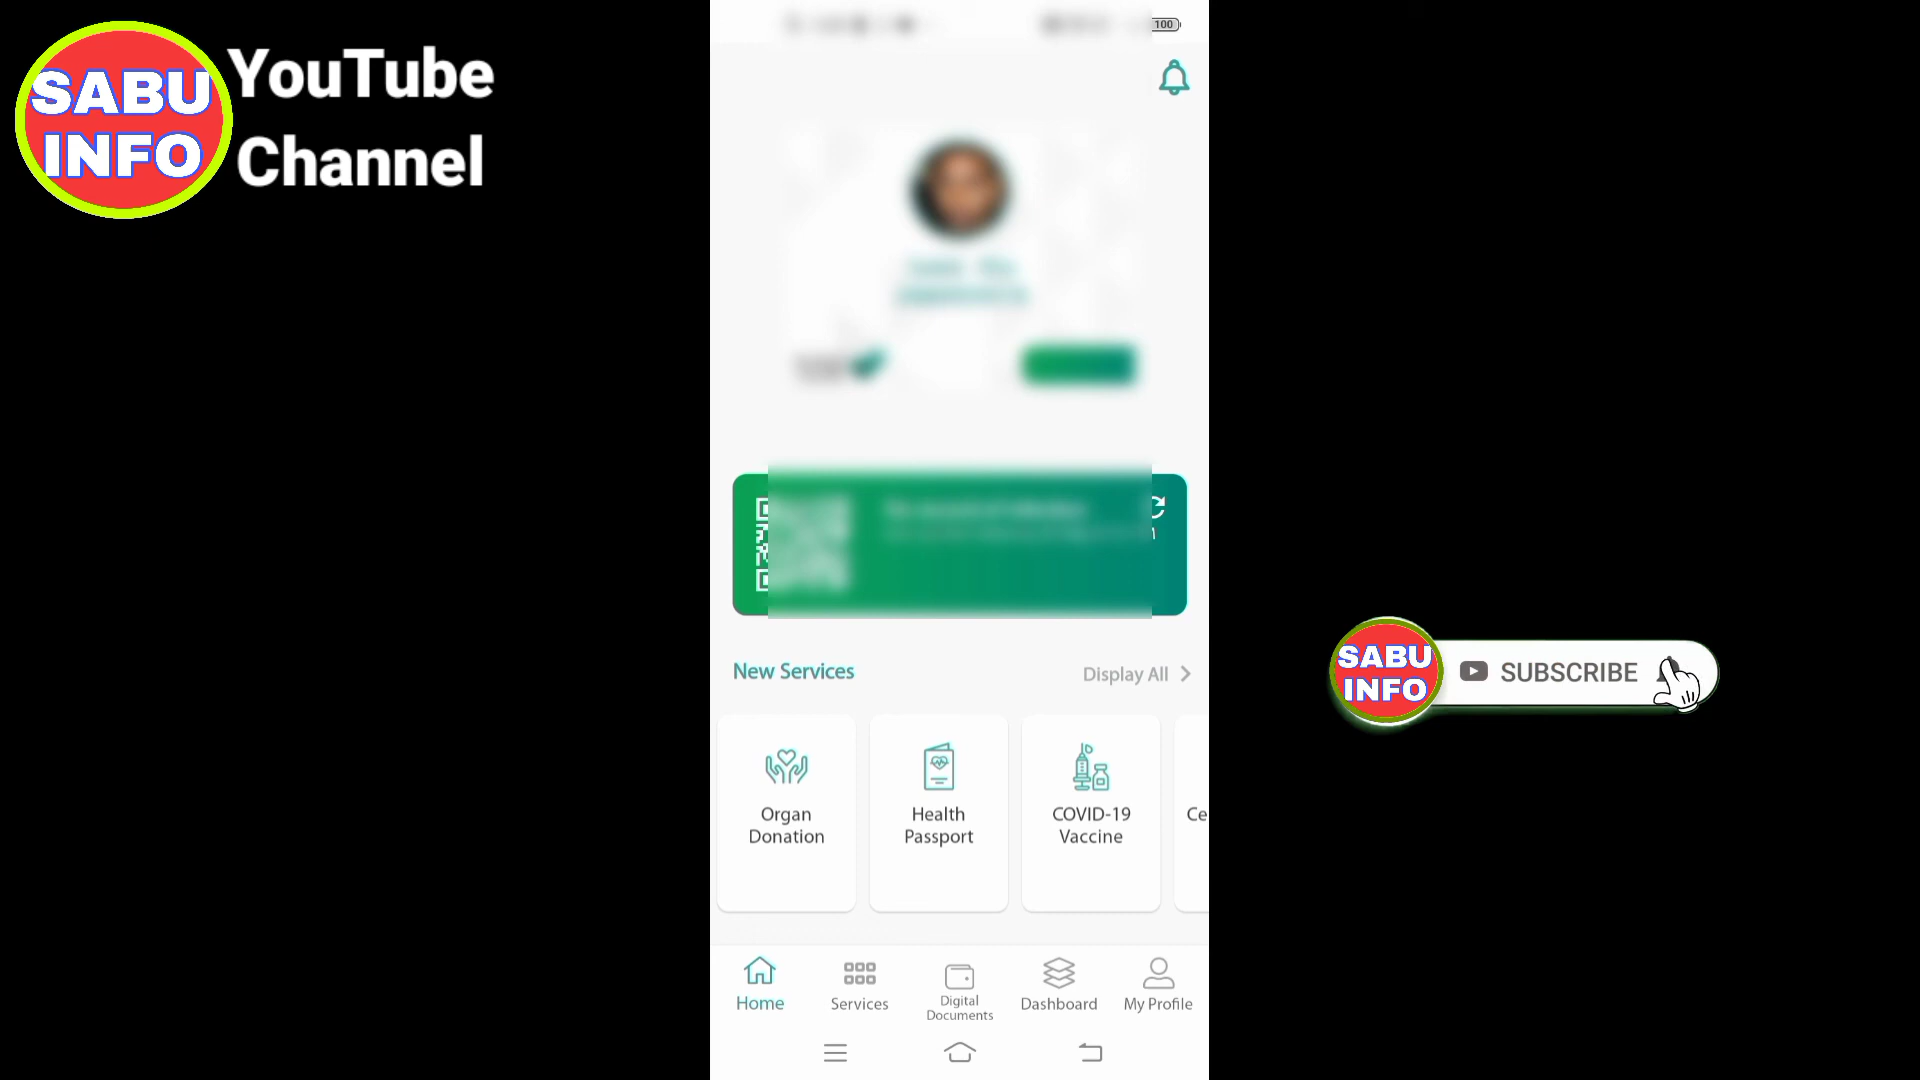 SABU
INFO
YouTube
Channel
100
New Services
Display All
Organ
Donation
Health
Passport
COVID-19
Vaccine
Ce
SABU
INFO
SUBSCRIBE
Home
Services
Digital
Documents
Dashboard
My Profile